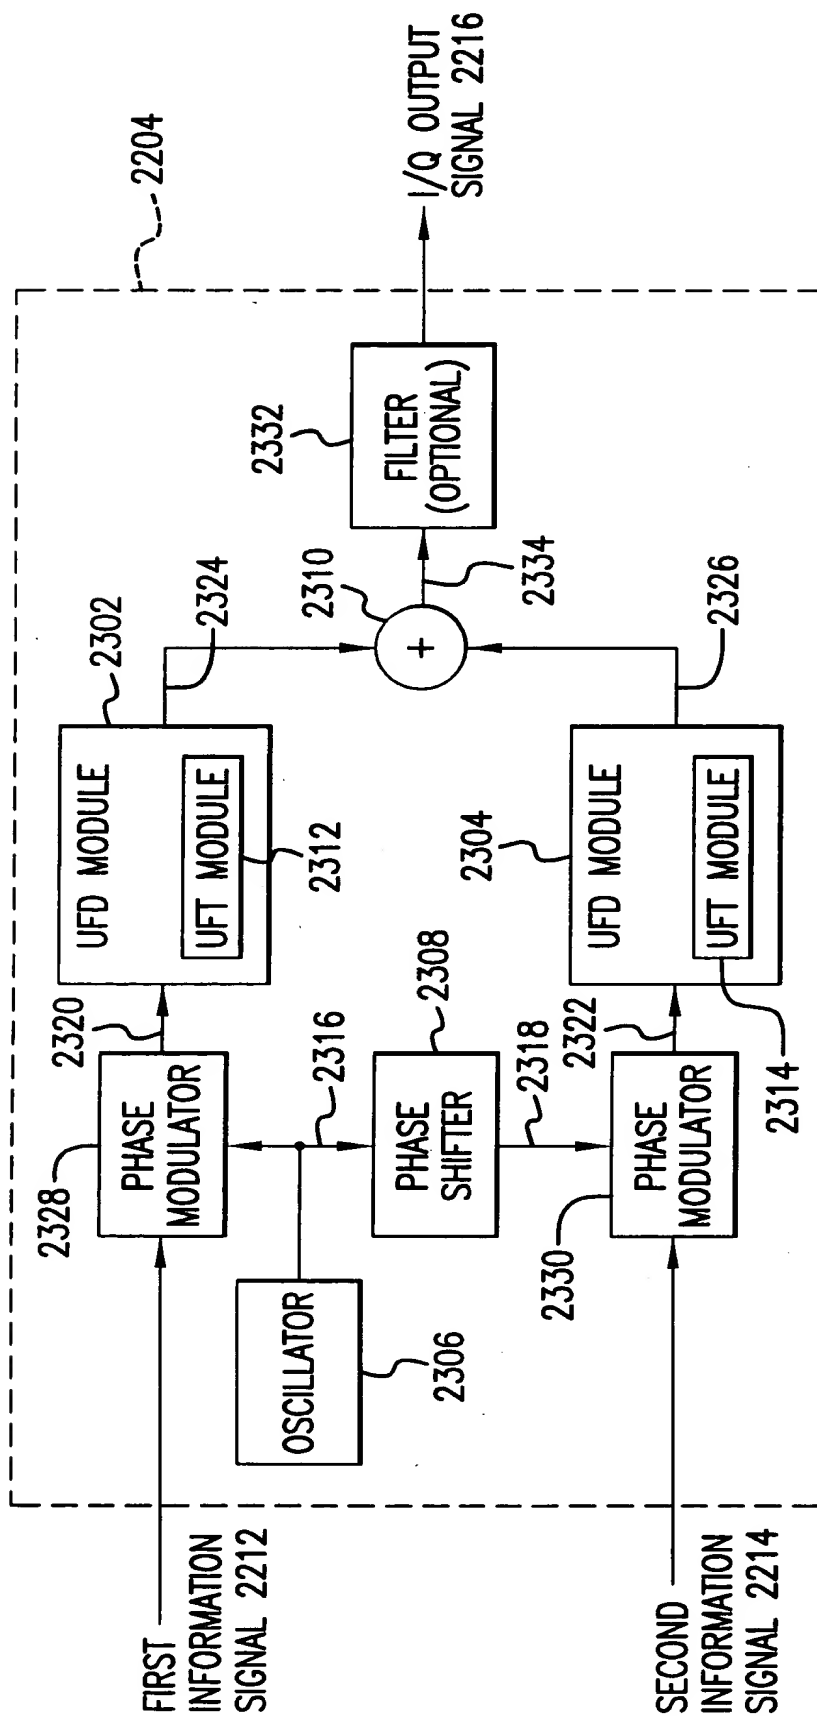 2204
FIRST
INFORMATION
SIGNAL 2212
2328
PHASE
MODULATOR
2320
UFD MODULE
UFT MODULE
2302
2312
2324
OSCILLATOR
2306
2316
PHASE
SHIFTER
2308
2318
2310
+
2334
2332
FILTER
(OPTIONAL)
I/Q OUTPUT
SIGNAL 2216
SECOND
INFORMATION
SIGNAL 2214
2330
PHASE
MODULATOR
2322
2304
UFD MODULE
UFT MODULE
2314
2326